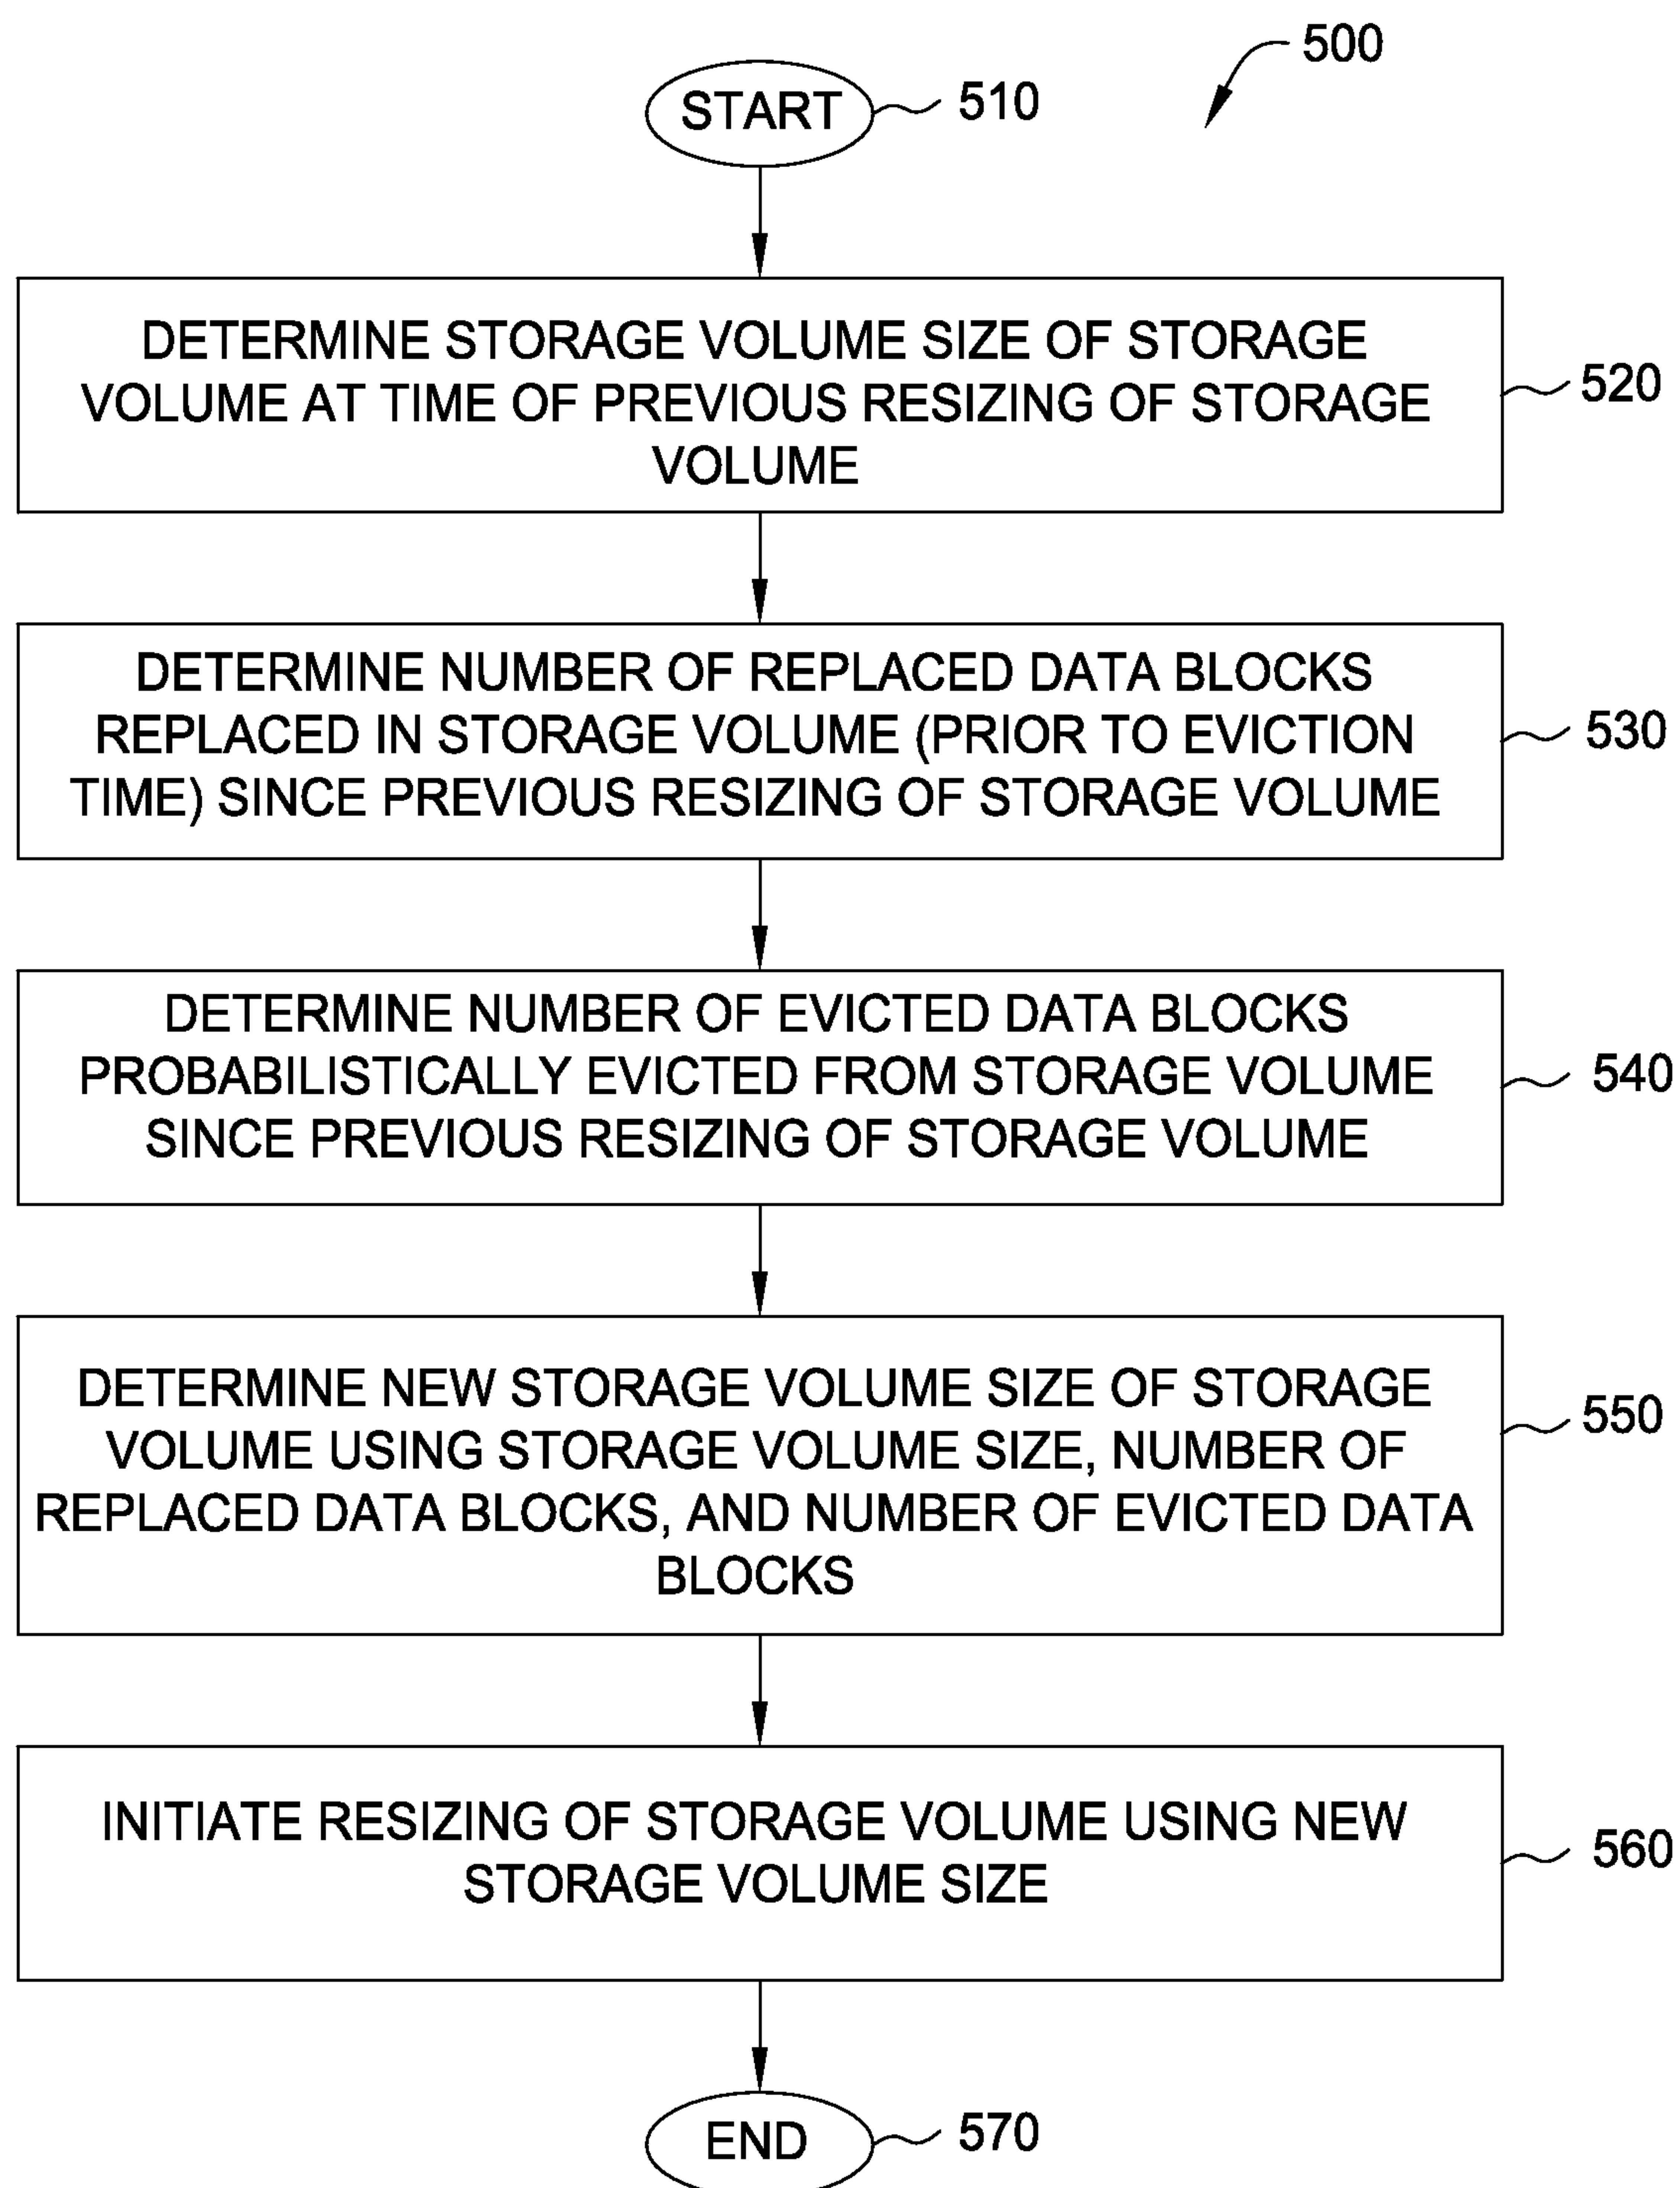 500
START
510
DETERMINE STORAGE VOLUME SIZE OF STORAGE
VOLUME AT TIME OF PREVIOUS RESIZING OF STORAGE
VOLUME
520
DETERMINE NUMBER OF REPLACED DATA BLOCKS
REPLACED IN STORAGE VOLUME (PRIOR TO EVICTION
TIME) SINCE PREVIOUS RESIZING OF STORAGE VOLUME
530
DETERMINE NUMBER OF EVICTED DATA BLOCKS
PROBABILISTICALLY EVICTED FROM STORAGE VOLUME
SINCE PREVIOUS RESIZING OF STORAGE VOLUME
540
DETERMINE NEW STORAGE VOLUME SIZE OF STORAGE
VOLUME USING STORAGE VOLUME SIZE, NUMBER OF
REPLACED DATA BLOCKS, AND NUMBER OF EVICTED DATA
BLOCKS
550
INITIATE RESIZING OF STORAGE VOLUME USING NEW
STORAGE VOLUME SIZE
560
END
570